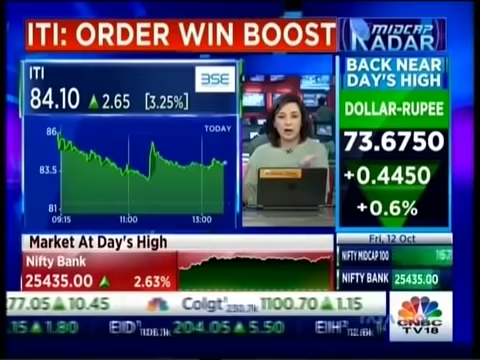 ITI: ORDER WIN BOOST
MIDCAP
RADAR
ITI
BSE
84.10 2.65 [3.25%]
TODAY
86
83.5
81
09:15 11:00 13:00
BACK NEAR
DAY'S HIGH
DOLLAR-RUPEE
73.6750
+0.4450
+0.6%
Market At Day's High
Nifty Bank
25435.00 2.63%
Fri, 12 Oct
NIFTY MIDCAP 100
NIFTY BANK 25435.00
77.05 10.45 Colgt 1100.70 1.15
.15 1.80 EIID 204.05 5.50 EIHF
CNBC
TV18